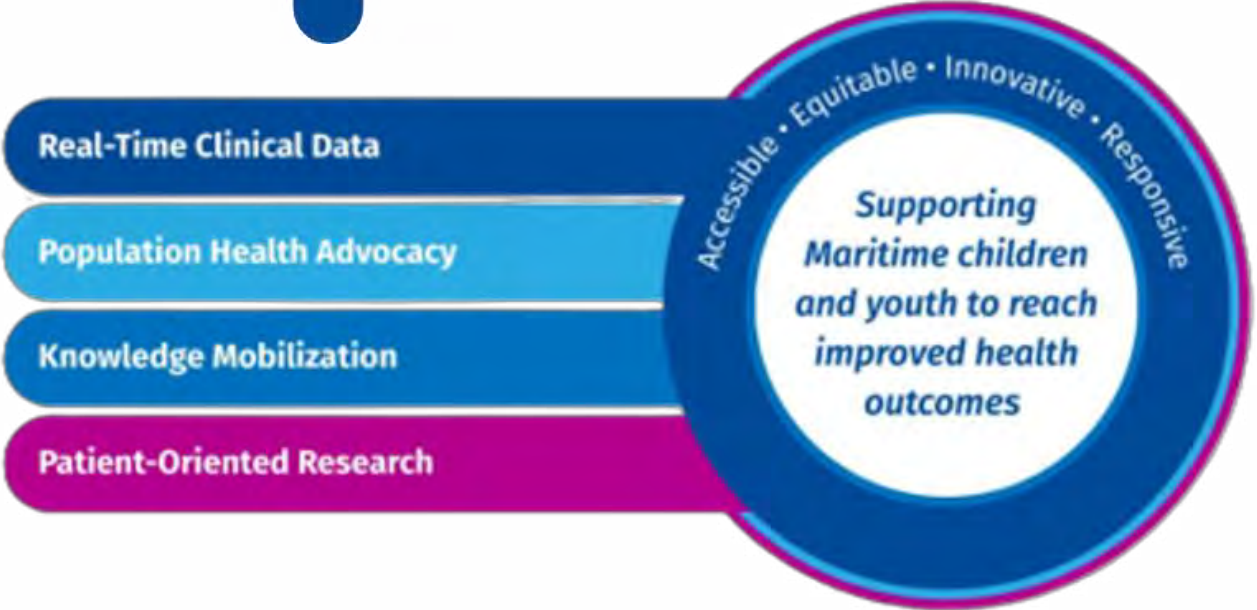 Real-Time Clinical Data
Population Health Advocacy
Knowledge Mobilization
Patient-Oriented Research
Accessible • Equitable • Innovative • Responsive
Supporting
Maritime children
and youth to reach
improved health
outcomes